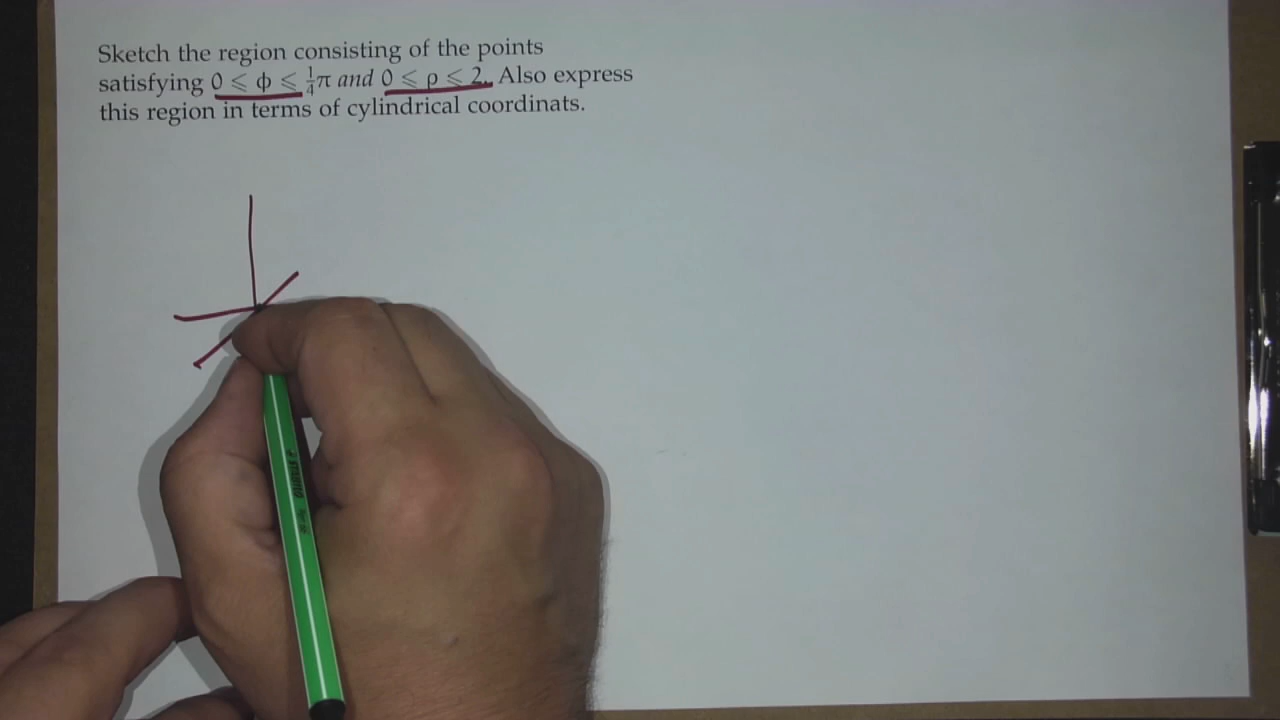 Sketch the region consisting of the points
satisfying 0 ⩽ ϕ ⩽ ¼π and 0 ⩽ ρ ⩽ 2. Also express
this region in terms of cylindrical coordinats.
STABILO